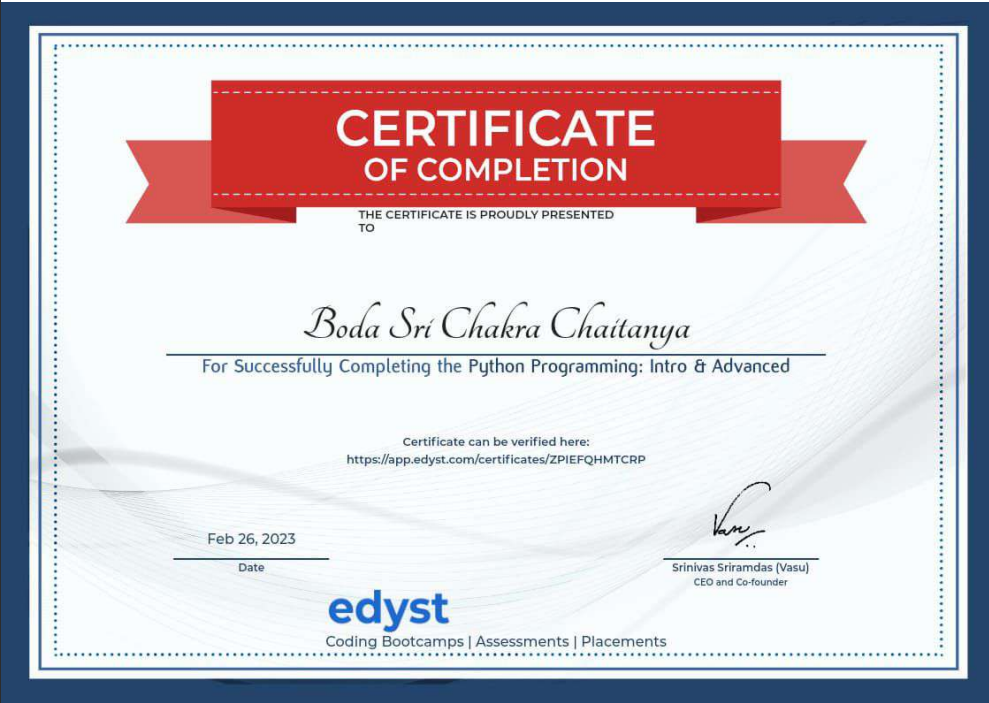 CERTIFICATE
OF COMPLETION
THE CERTIFICATE IS PROUDLY PRESENTED
TO
Boda Sri Chakra Chaitanya
For Successfully Completing the Python Programming: Intro & Advanced
Certificate can be verified here:
https://app.edyst.com/certificates/ZPIEFQHMTCRP
Vasu
Feb 26, 2023
Date
Srinivas Sriramdas (Vasu)
CEO and Co-founder
edyst
Coding Bootcamps | Assessments | Placements